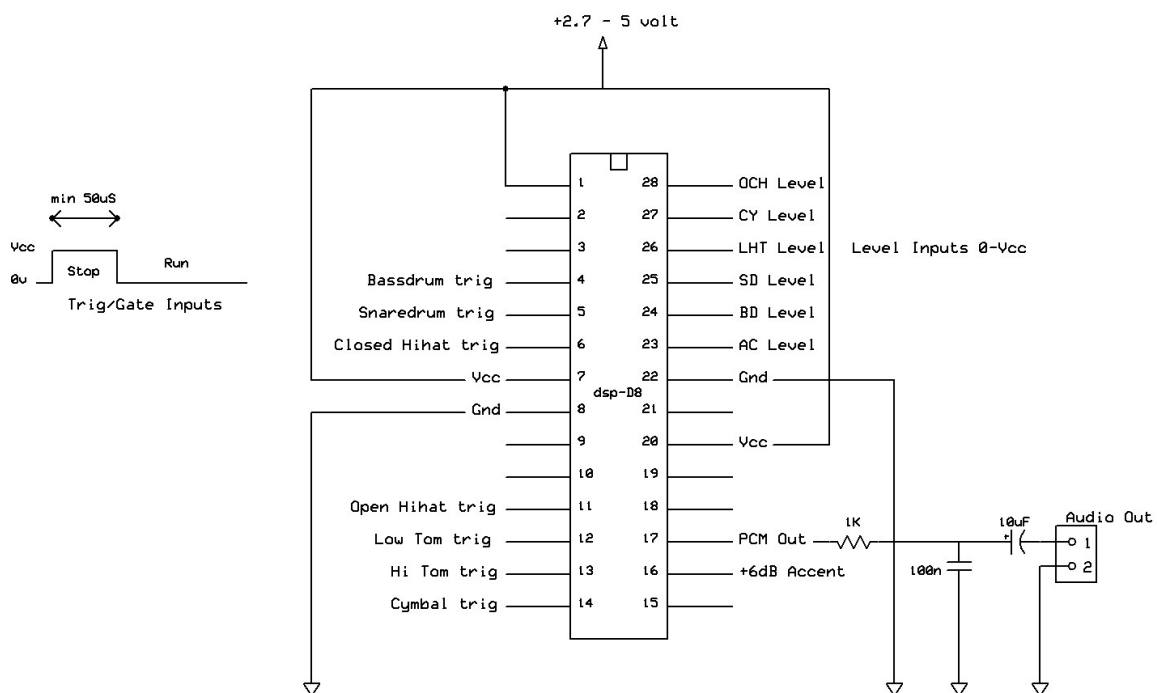 +2.7 - 5 volt
min 50uS
Vcc
0v
Stop
Run
Trig/Gate Inputs
1
2
3
Bassdrum trig 4
Snaredrum trig 5
Closed Hihat trig 6
Vcc 7
Gnd 8
9
10
Open Hihat trig 11
Low Tom trig 12
Hi Tom trig 13
Cymbal trig 14
dsp-D8
28 OCH Level
27 CY Level
26 LHT Level
25 SD Level
24 BD Level
23 AC Level
22 Gnd
21
20 Vcc
19
18
17 PCM Out
16 +6dB Accent
15
Level Inputs 0-Vcc
1K
100n
10uF
+
Audio Out
1
2